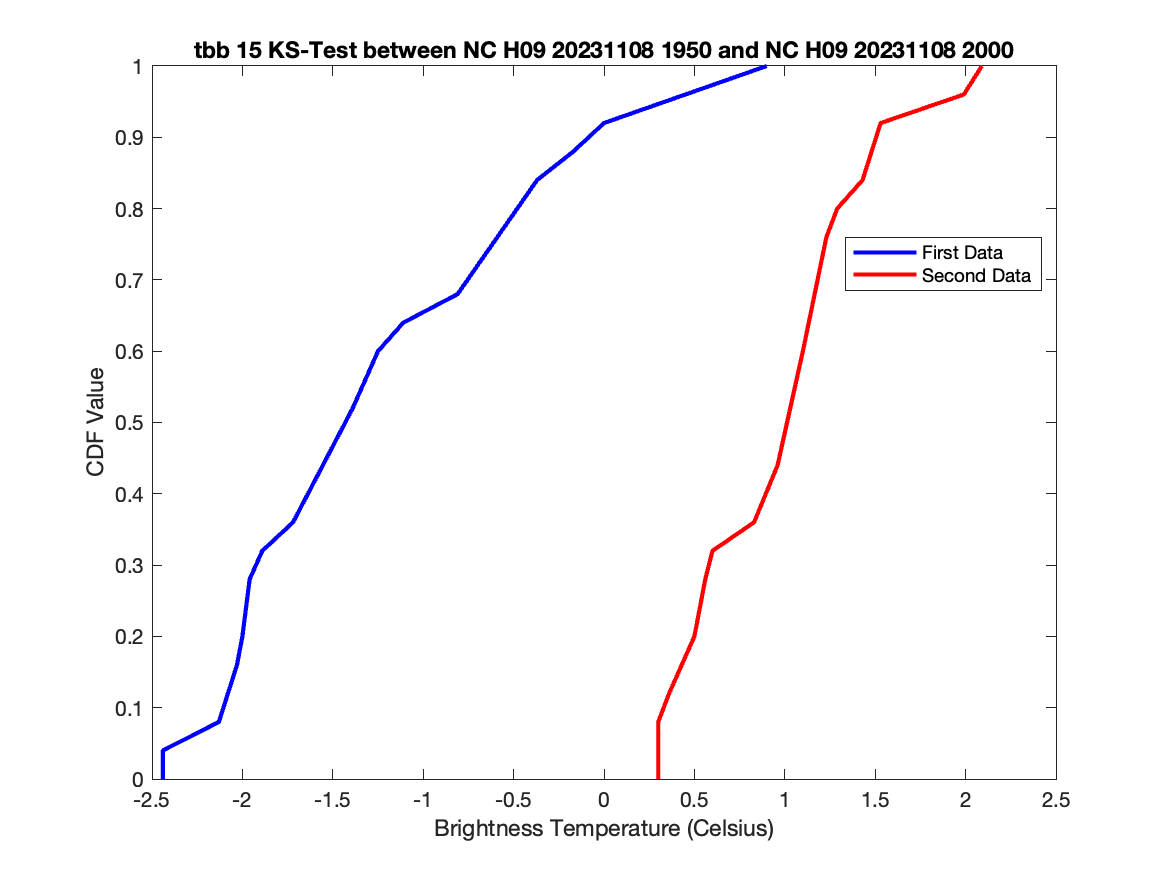 tbb 15 KS-Test between NC H09 20231108 1950 and NC H09 20231108 2000
1
0.9
0.8
0.7
0.6
0.5
0.4
0.3
0.2
0.1
0
CDF Value
First Data
Second Data
-2.5 -2 -1.5 -1 -0.5 0 0.5 1 1.5 2 2.5
Brightness Temperature (Celsius)